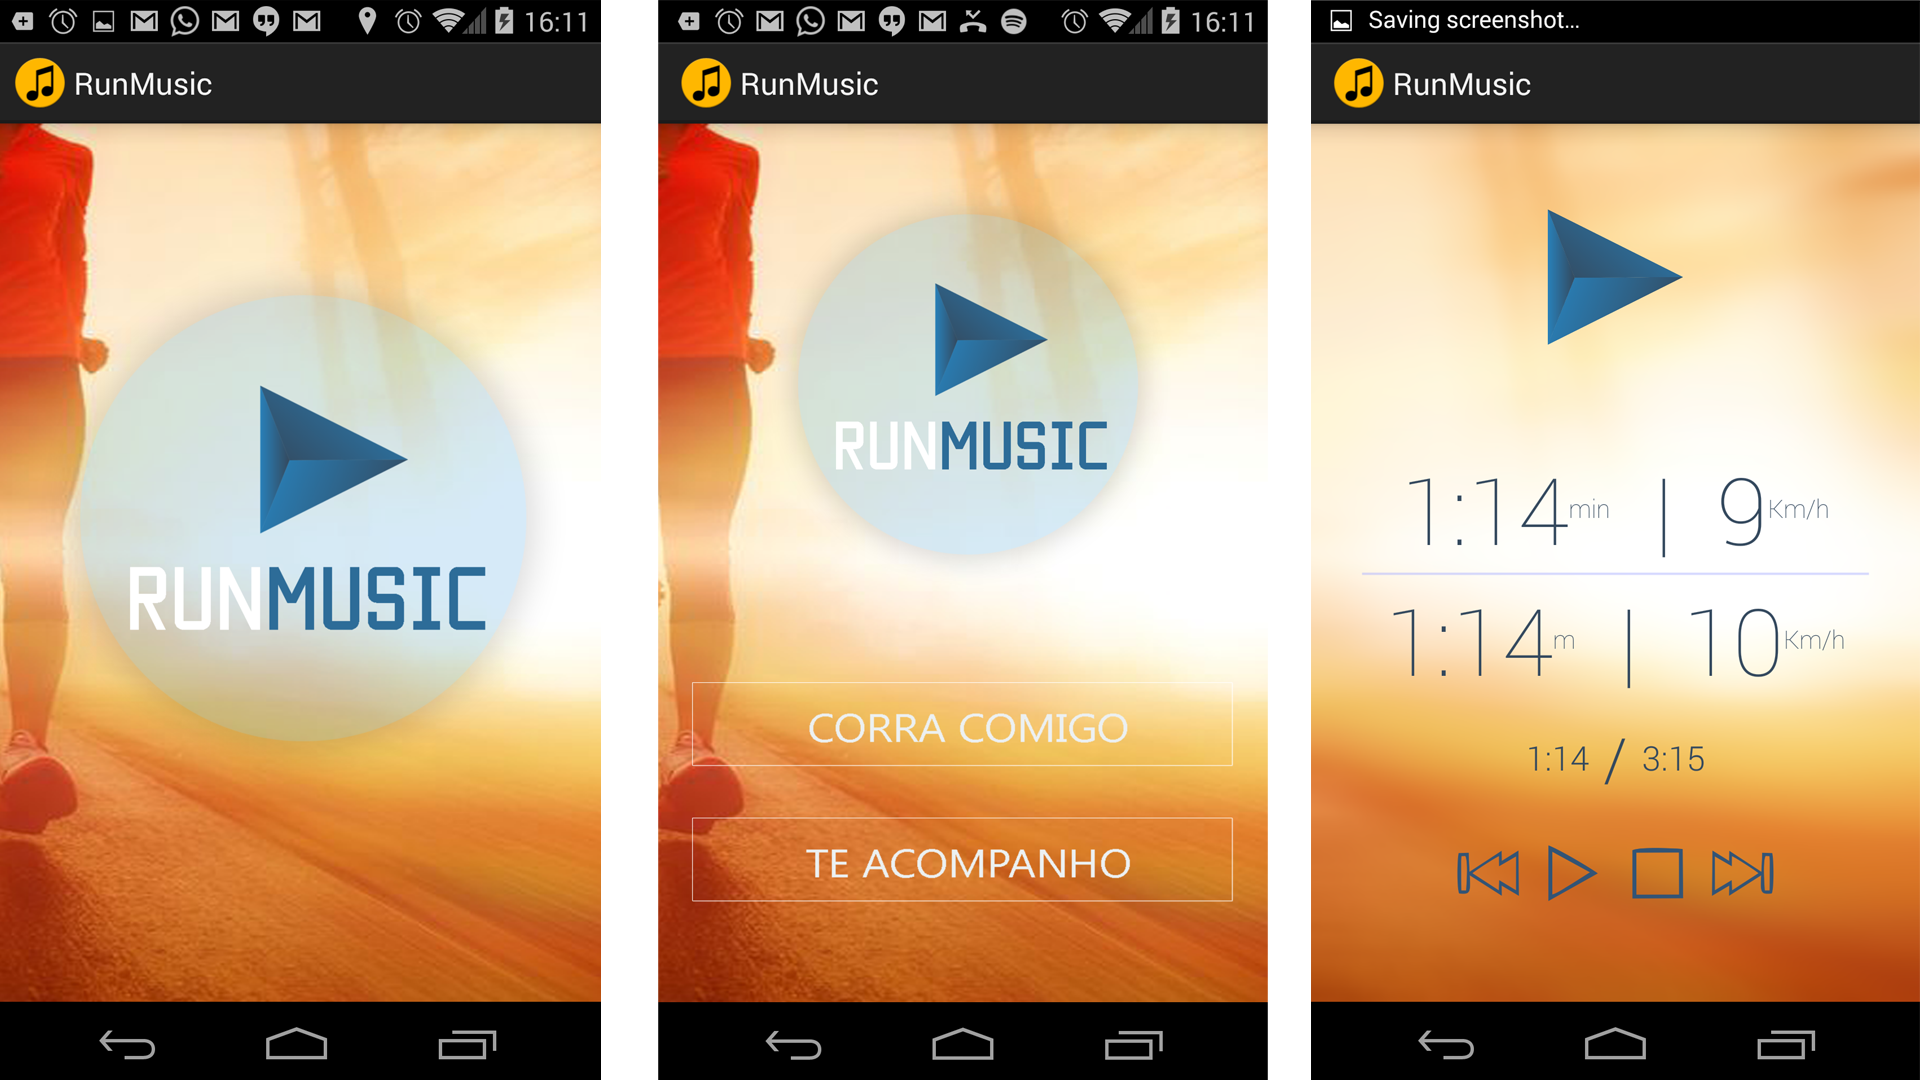 16:11
RunMusic
RUNMUSIC
16:11
RunMusic
RUNMUSIC
CORRA COMIGO
TE ACOMPANHO
Saving screenshot...
RunMusic
1:14 min | 9 Km/h
1:14 m | 10 Km/h
1:14 / 3:15